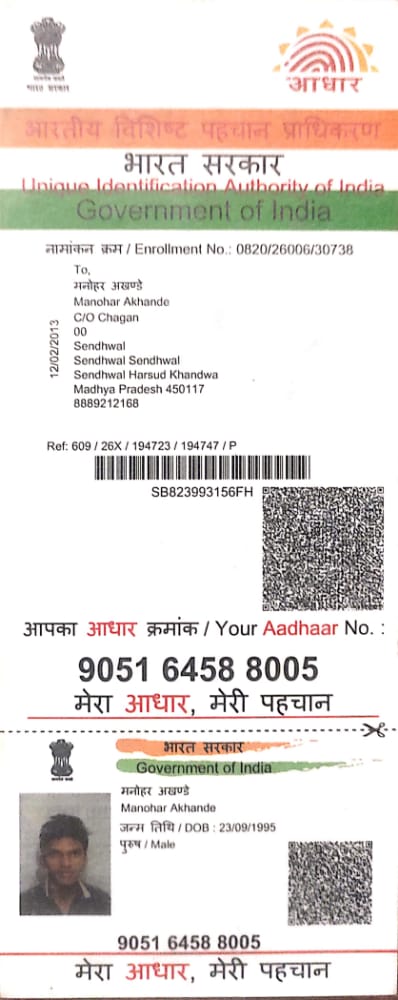 सत्यमेव जयते
भारत सरकार
आधार
भारतीय विशिष्ट पहचान प्राधिकरण
भारत सरकार
Unique Identification Authority of India
Government of India
नामांकन क्रम / Enrollment No.: 0820/26006/30738
12/02/2013
To,
मनोहर अखण्डे
Manohar Akhande
C/O Chagan
00
Sendhwal
Sendhwal Sendhwal
Sendhwal Harsud Khandwa
Madhya Pradesh 450117
8889212168
Ref: 609 / 26X / 194723 / 194747 / P
SB823993156FH
आपका आधार क्रमांक / Your Aadhaar No. :
9051 6458 8005
मेरा आधार, मेरी पहचान
भारत सरकार
Government of India
मनोहर अखण्डे
Manohar Akhande
जन्म तिथि / DOB : 23/09/1995
पुरुष / Male
9051 6458 8005
मेरा आधार, मेरी पहचान